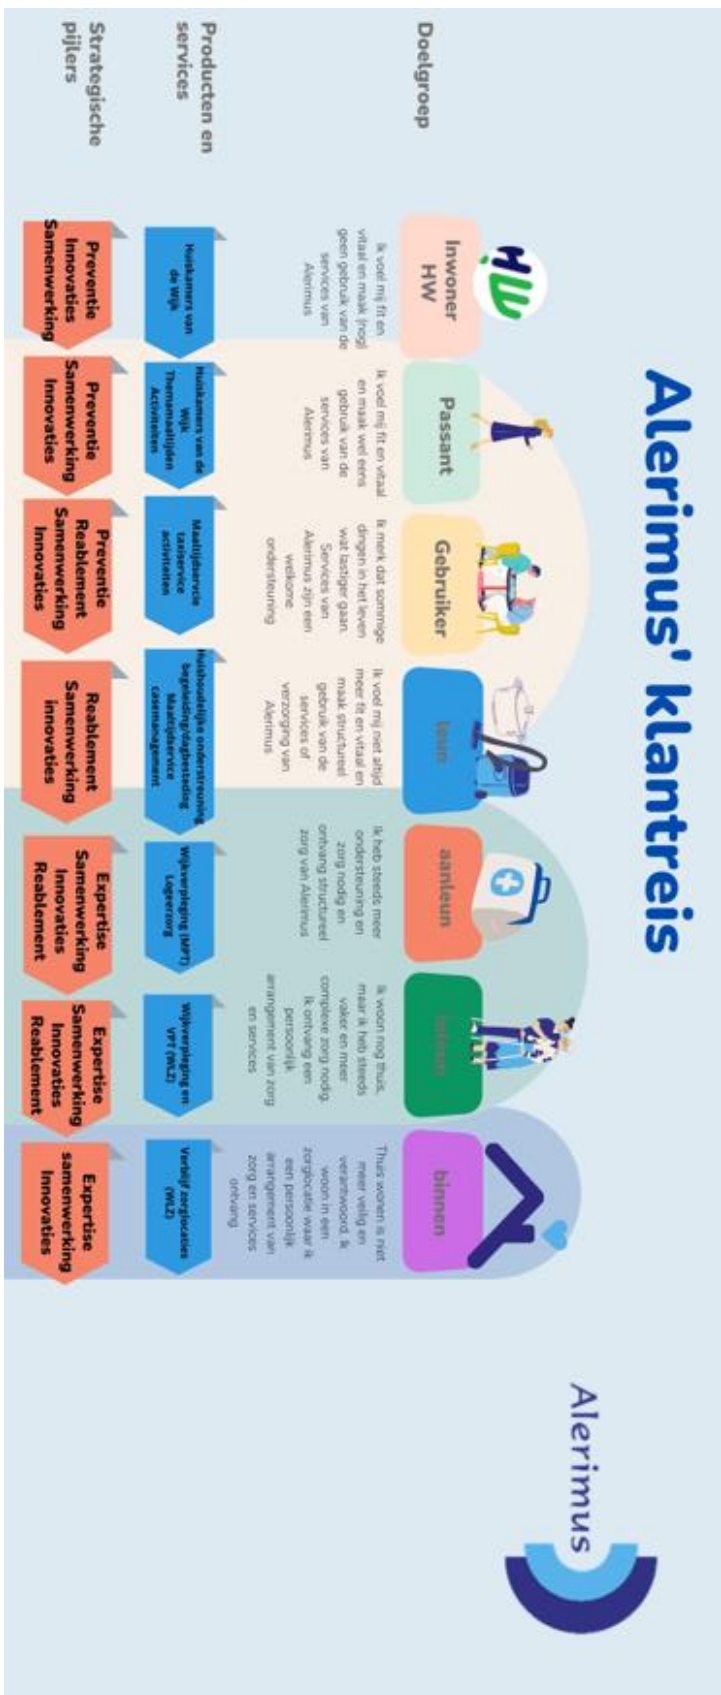 Alerimus' klantreis
Alerimus
HW
Doelgroep
Inwoner
HW
Passant
Gebruiker
leun
aanleun
binnen
Ik voel mij fit en
vitaal en maak (nog)
geen gebruik van de
services van
Alerimus
Ik voel mij fit en vitaal
en maak wel eens
gebruik van de
services van
Alerimus
Ik merk dat sommige
dingen in het leven
wat lastiger gaan.
Services van
Alerimus zijn een
welkome
ondersteuning
Ik voel mij niet altijd
meer fit en vitaal en
maak structureel
gebruik van de
services of
verzorging van
Alerimus
Ik heb steeds meer
ondersteuning en
zorg nodig en
ontvang structureel
zorg van Alerimus
Ik woon nog thuis,
maar ik heb steeds
vaker en meer
complexe zorg nodig.
Ik ontvang een
persoonlijk
arrangement van zorg
en services
Thuis wonen is niet
meer veilig en
verantwoord. Ik
woon in een
zorglocatie waar ik
een persoonlijk
arrangement van
zorg en services
ontvang
Producten en
services
Huiskamers van
de Wijk
Huiskamers van de
Wijk
Themamaaltijden
Activiteiten
Maaltijdservcie
taxiservice
activiteiten
Huishoudelijke onderstreuning
begeleiding/dagbesteding
Maaltrijdservice
casemanagement
Wijkverpleging (MPT)
Logeerzorg
Wijkverpleging en
VPT (WLZ)
Verblijf zorglocaties
(WLZ)
Strategische
pijlers
Preventie
Innovaties
Samenwerking
Preventie
Samenwerking
Innovaties
Preventie
Reablement
Samenwerking
Innovaties
Reablement
Samenwerking
innovaties
Expertise
Samenwerking
Innovaties
Reablement
Expertise
Samenwerking
Innovaties
Reablement
Expertise
samenwerking
Innovaties